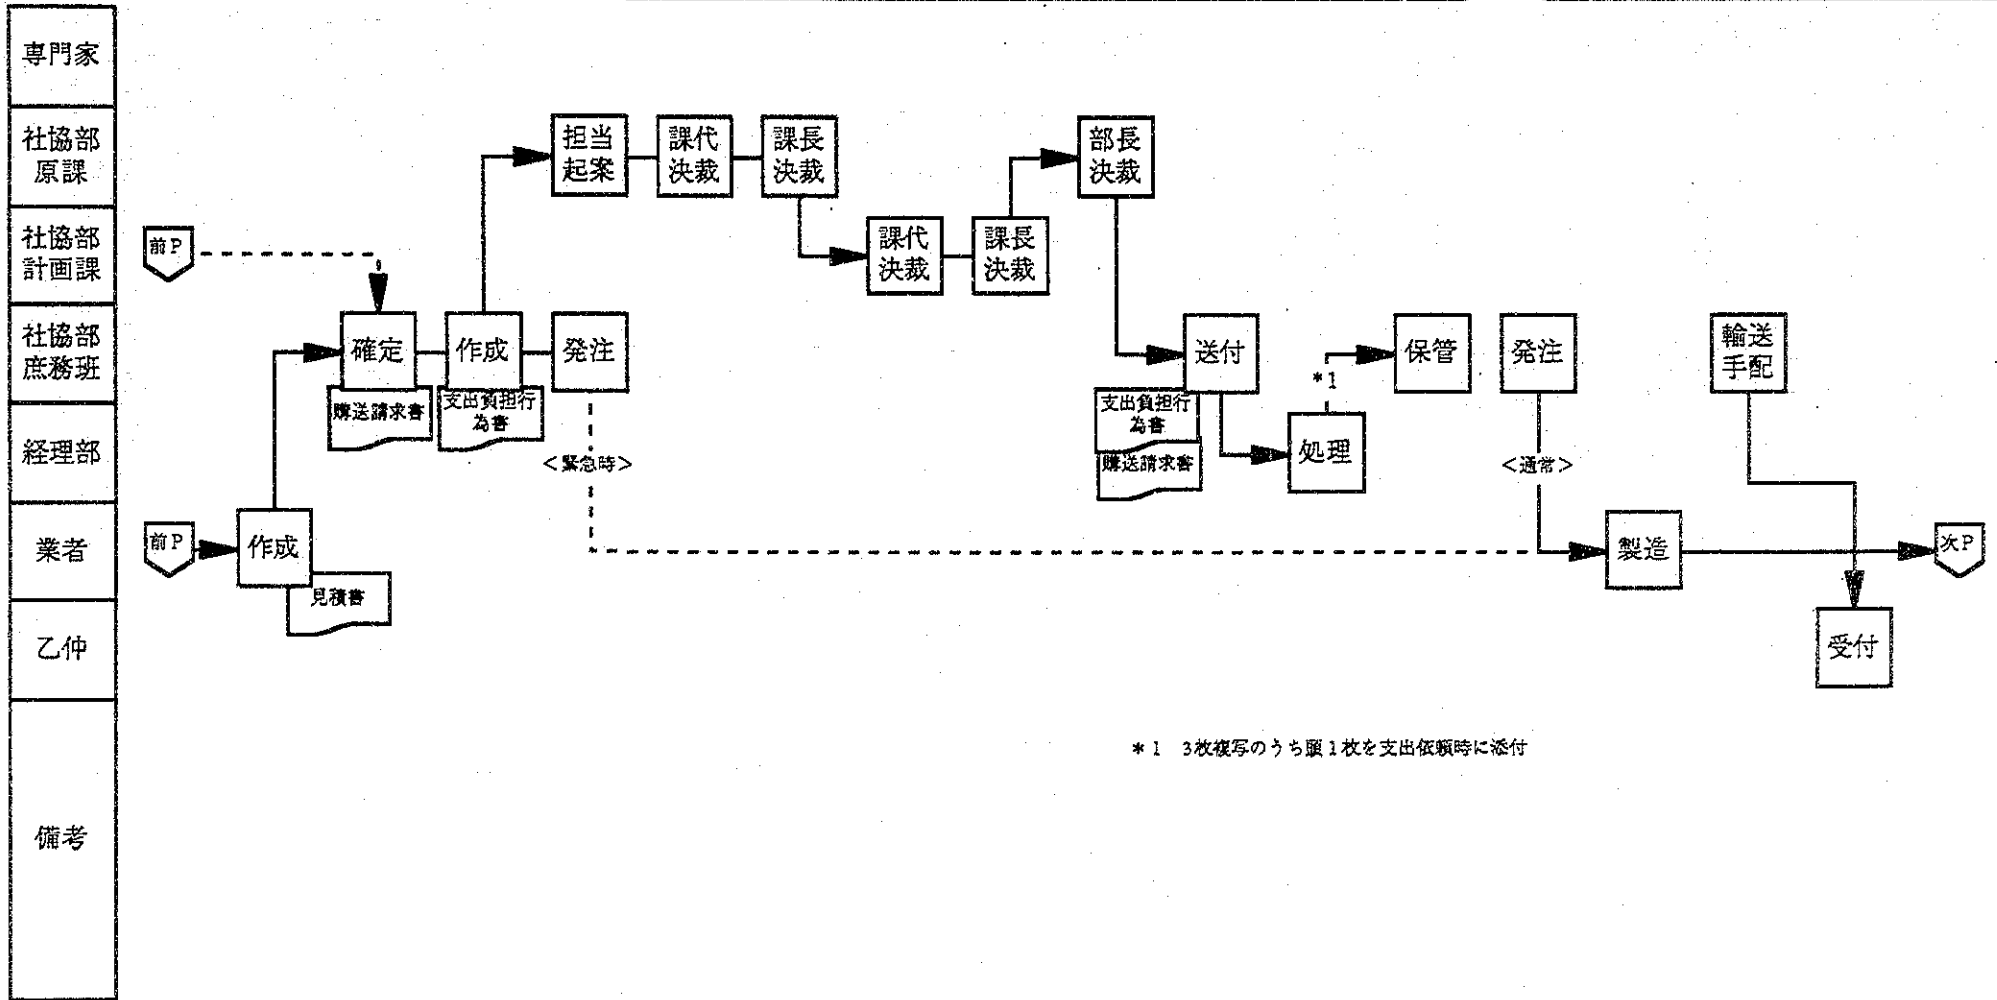 専門家
社協部
原課
社協部
計画課
社協部
庶務班
経理部
業者
乙仲
備考
担当
起案
課代
決裁
課長
決裁
部長
決裁
前P
課代
決裁
課長
決裁
確定
作成
発注
送付
保管
発注
輸送
手配
*1
購送請求書
支出負担行
為書
支出負担行
為書
購送請求書
処理
<緊急時>
<通常>
前P
作成
製造
次P
見積書
受付
*1 3枚複写のうち頭1枚を支出依頼時に添付